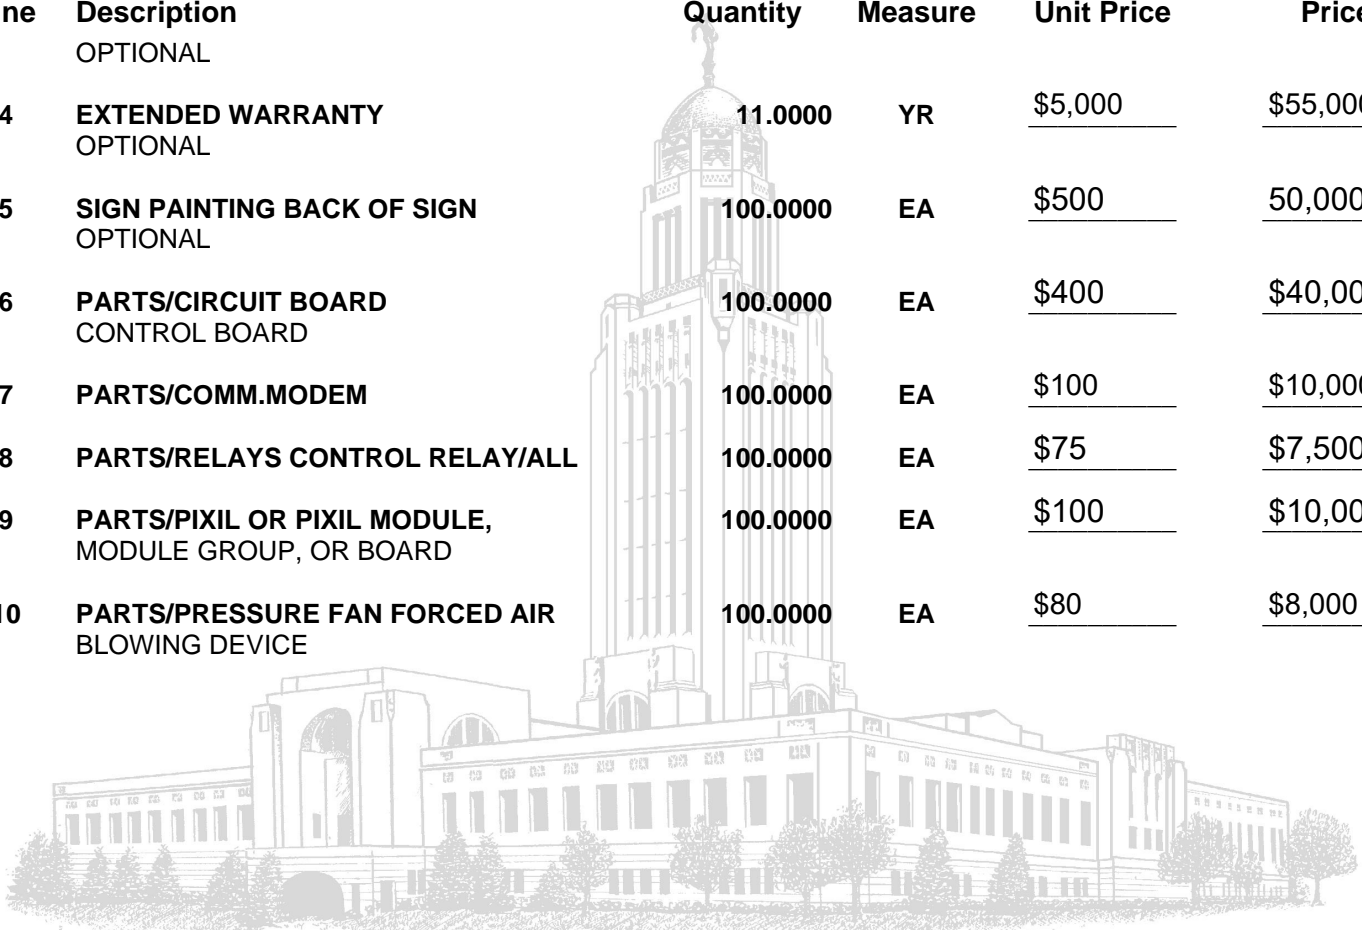 ne Description Quantity Measure Unit Price Price
OPTIONAL
4 EXTENDED WARRANTY 11.0000 YR $5,000 $55,000
OPTIONAL
5 SIGN PAINTING BACK OF SIGN 100.0000 EA $500 50,000
OPTIONAL
6 PARTS/CIRCUIT BOARD 100.0000 EA $400 $40,00
CONTROL BOARD
7 PARTS/COMM.MODEM 100.0000 EA $100 $10,000
8 PARTS/RELAYS CONTROL RELAY/ALL 100.0000 EA $75 $7,500
9 PARTS/PIXIL OR PIXIL MODULE, 100.0000 EA $100 $10,00
MODULE GROUP, OR BOARD
10 PARTS/PRESSURE FAN FORCED AIR 100.0000 EA $80 $8,000
BLOWING DEVICE